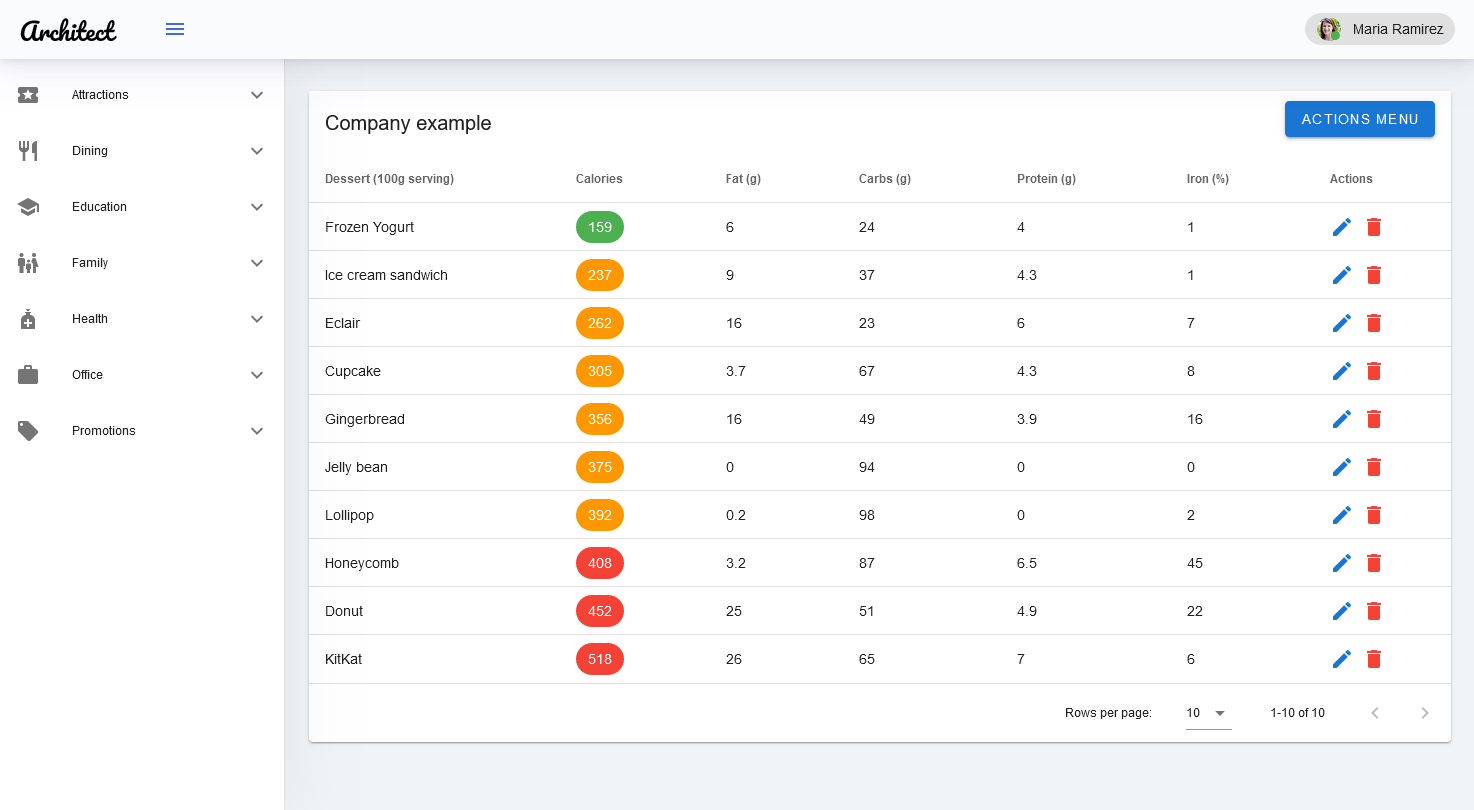 Architect
Maria Ramirez
Attractions
Dining
Education
Family
Health
Office
Promotions
Company example
ACTIONS MENU
Dessert (100g serving) Calories Fat (g) Carbs (g) Protein (g) Iron (%) Actions
Frozen Yogurt 159 6 24 4 1
Ice cream sandwich 237 9 37 4.3 1
Eclair 262 16 23 6 7
Cupcake 305 3.7 67 4.3 8
Gingerbread 356 16 49 3.9 16
Jelly bean 375 0 94 0 0
Lollipop 392 0.2 98 0 2
Honeycomb 408 3.2 87 6.5 45
Donut 452 25 51 4.9 22
KitKat 518 26 65 7 6
Rows per page: 10 1-10 of 10